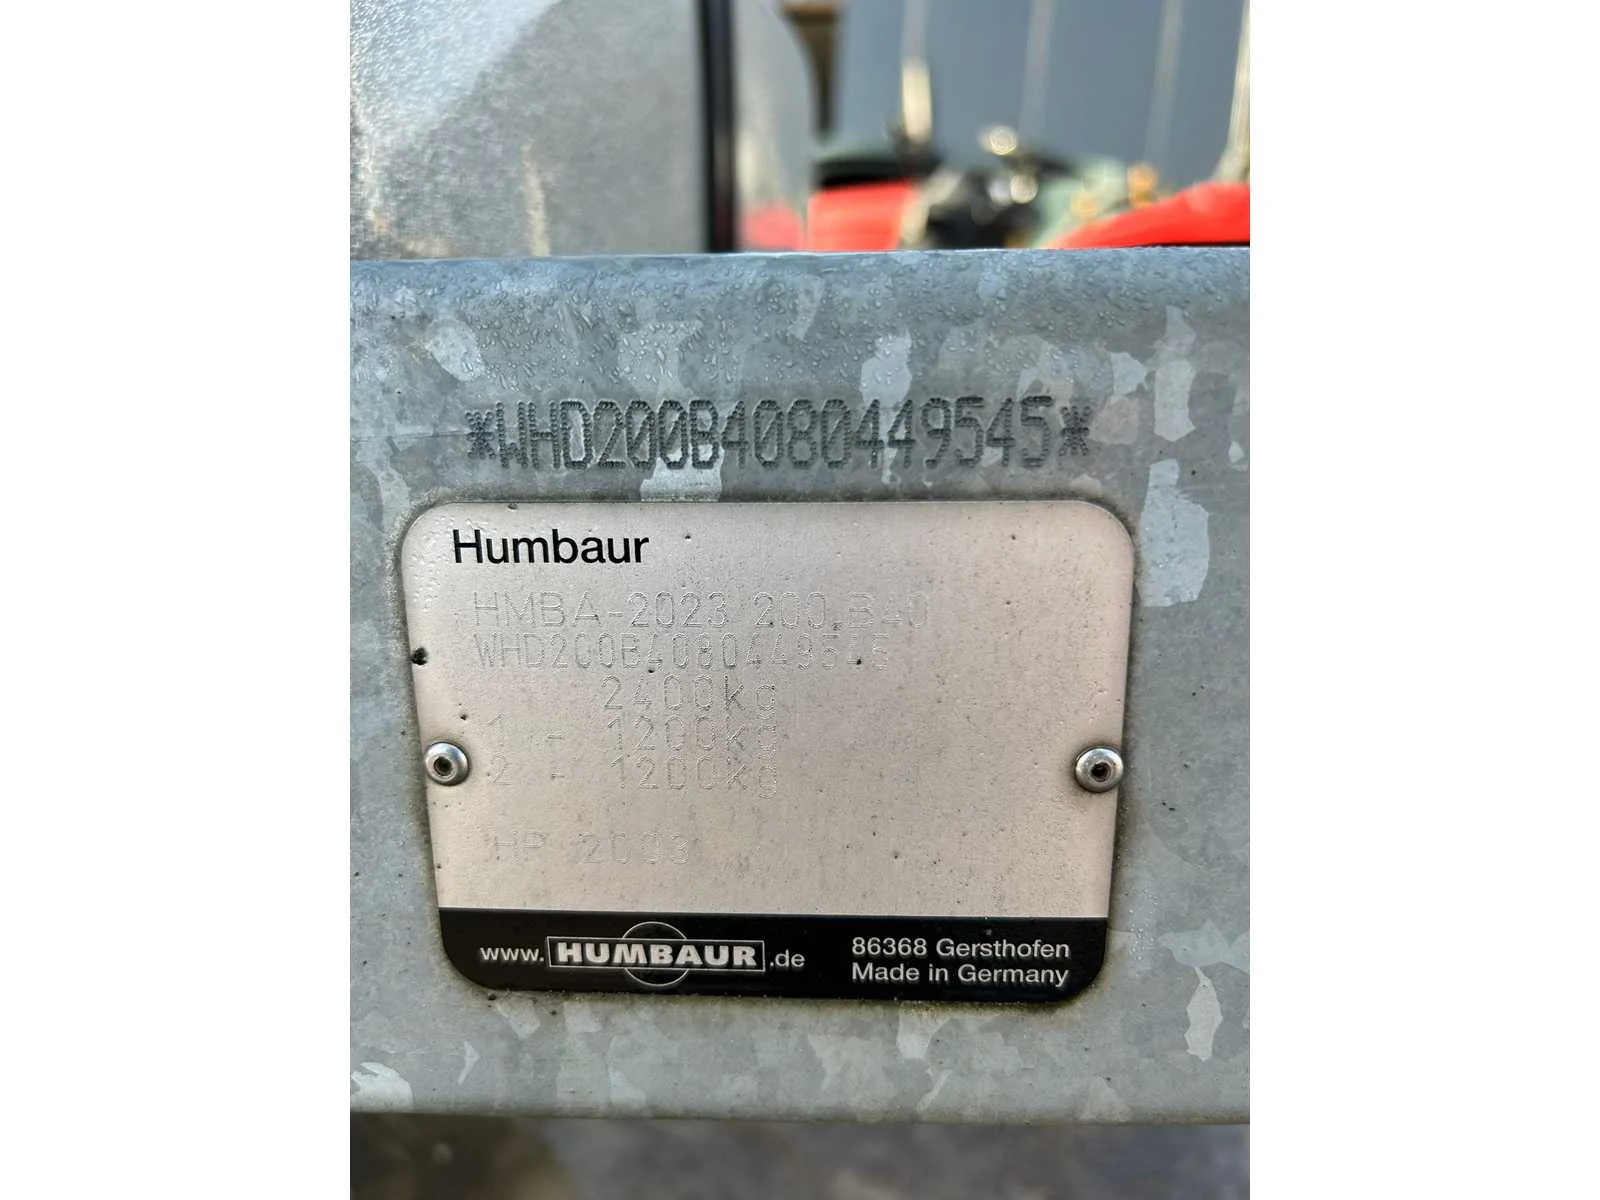 *WHD200B4080449545*
Humbaur
HMBA-2023 200.B40
WHD200B4080449545
2400kg
1 - 1200kg
2 - 1200kg
HP 2003
www.HUMBAUR.de
86368 Gersthofen
Made in Germany